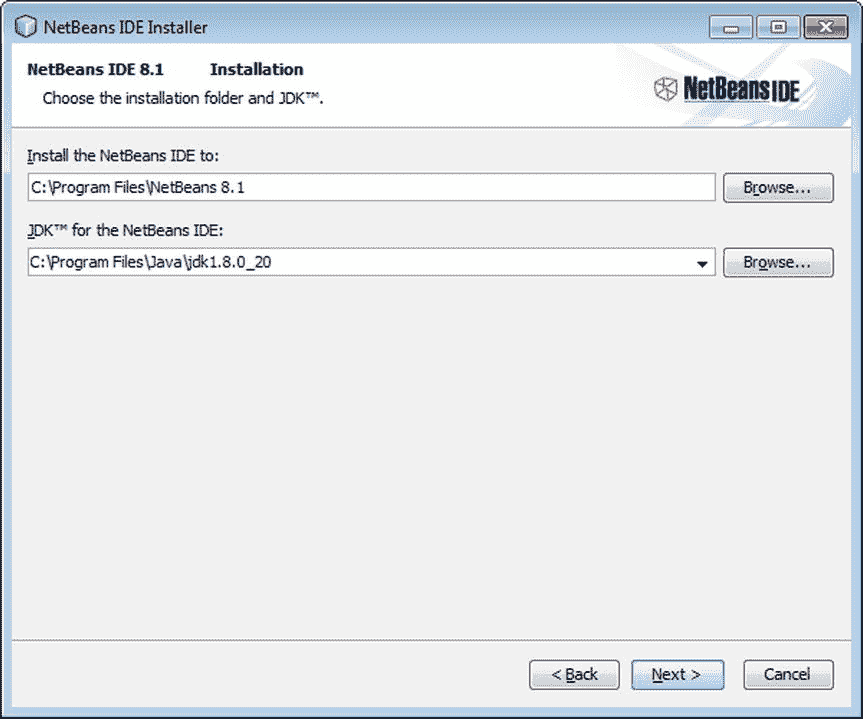 NetBeans IDE Installer
NetBeans IDE 8.1 Installation
Choose the installation folder and JDK™.
NetBeans IDE
Install the NetBeans IDE to:
C:\Program Files\NetBeans 8.1
Browse...
JDK™ for the NetBeans IDE:
C:\Program Files\Java\jdk1.8.0_20
Browse...
< Back
Next >
Cancel